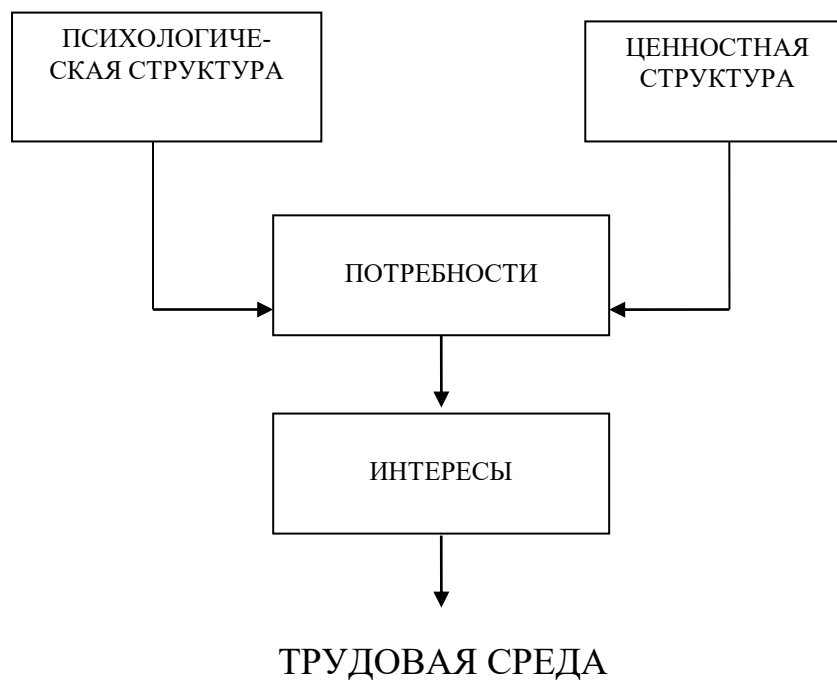 ПСИХОЛОГИЧЕ-
СКАЯ СТРУКТУРА
ЦЕННОСТНАЯ
СТРУКТУРА
ПОТРЕБНОСТИ
ИНТЕРЕСЫ
ТРУДОВАЯ СРЕДА